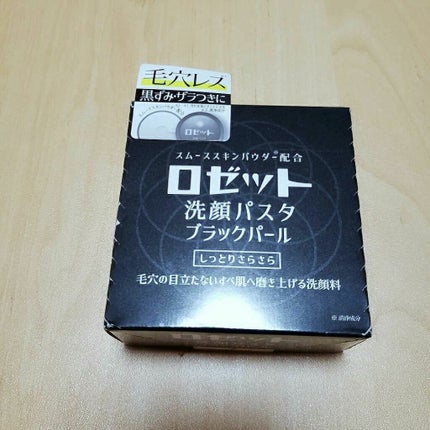 毛穴レス
黒ずみ・ザラつきに
ロゼット
スムーススキンパウダー※配合
ロゼット
洗顔パスタ
ブラックパール
しっとりさらさら
毛穴の目立たないすべ肌へ磨き上げる洗顔料
※清浄成分